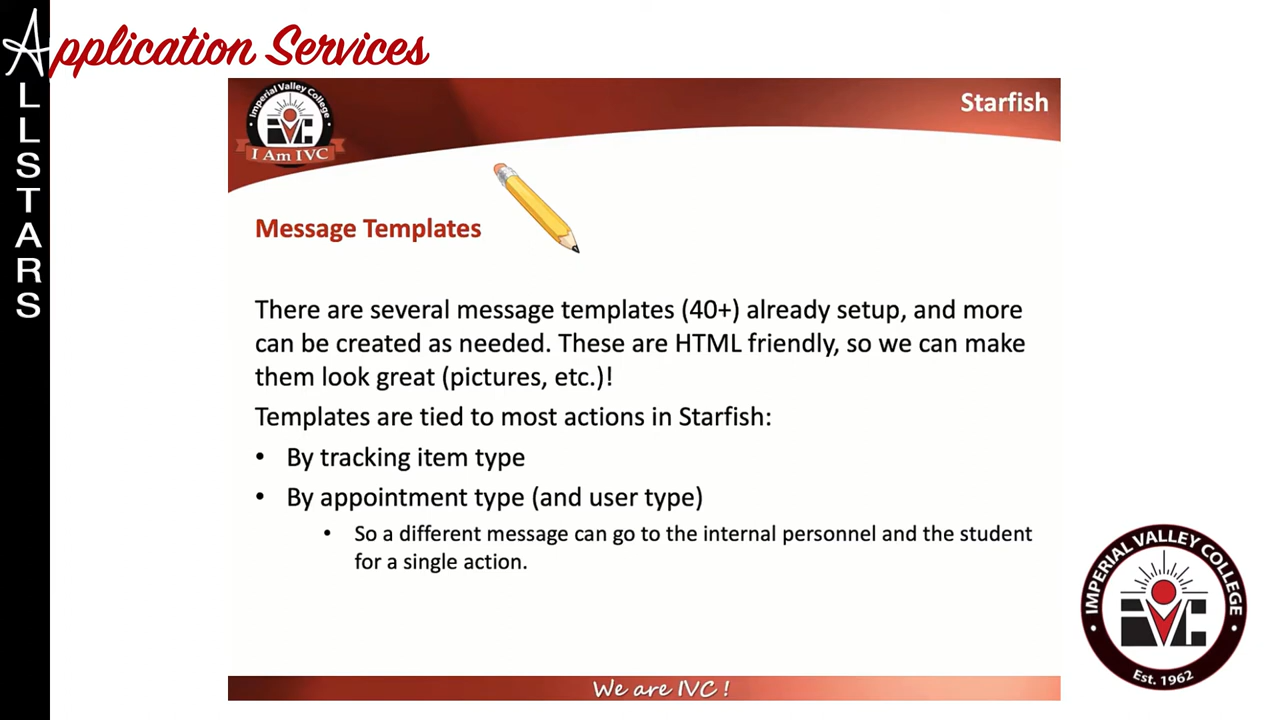 Application Services
ALLSTARS
Imperial Valley College
IVC
I Am IVC
Starfish
Message Templates
There are several message templates (40+) already setup, and more
can be created as needed. These are HTML friendly, so we can make
them look great (pictures, etc.)!
Templates are tied to most actions in Starfish:
• By tracking item type
• By appointment type (and user type)
• So a different message can go to the internal personnel and the student
for a single action.
IMPERIAL VALLEY COLLEGE
IVC
Est. 1962
We are IVC !